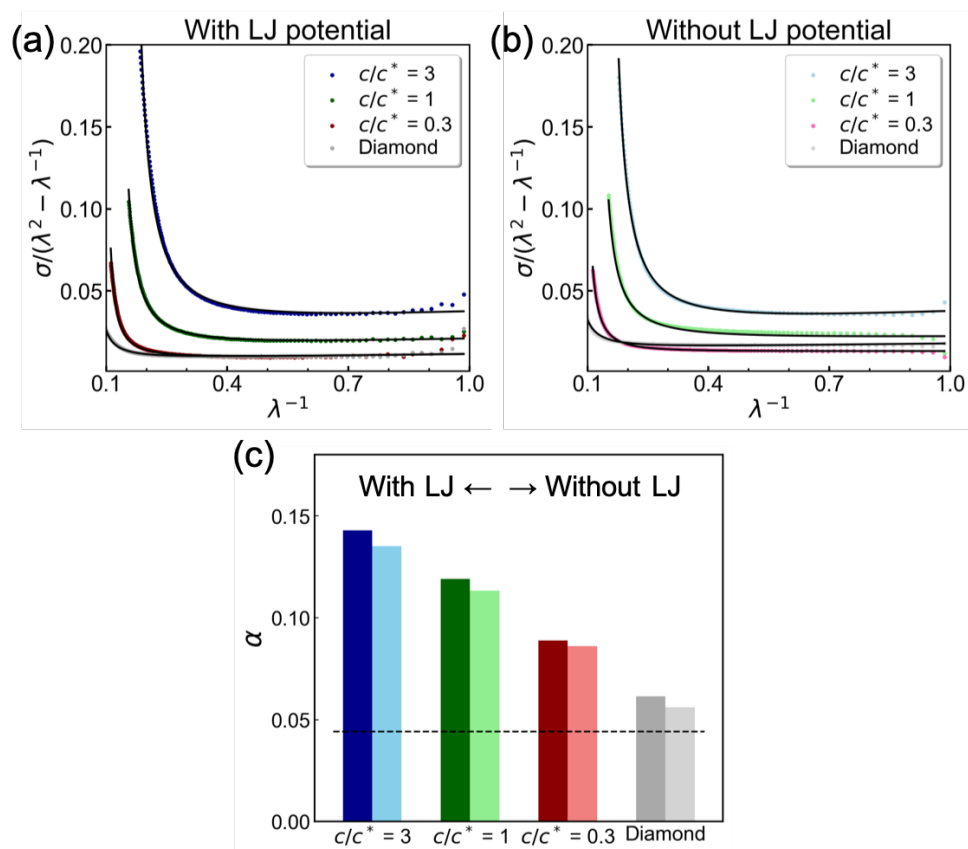 (a)
With LJ potential
σ/(λ² − λ⁻¹)
0.20
0.15
0.10
0.05
c/c* = 3
c/c* = 1
c/c* = 0.3
Diamond
0.1 0.4 0.7 1.0
λ⁻¹
(b)
Without LJ potential
σ/(λ² − λ⁻¹)
0.20
0.15
0.10
0.05
c/c* = 3
c/c* = 1
c/c* = 0.3
Diamond
0.1 0.4 0.7 1.0
λ⁻¹
(c)
With LJ ← → Without LJ
α
0.15
0.10
0.05
0.00
c/c* = 3 c/c* = 1 c/c* = 0.3 Diamond